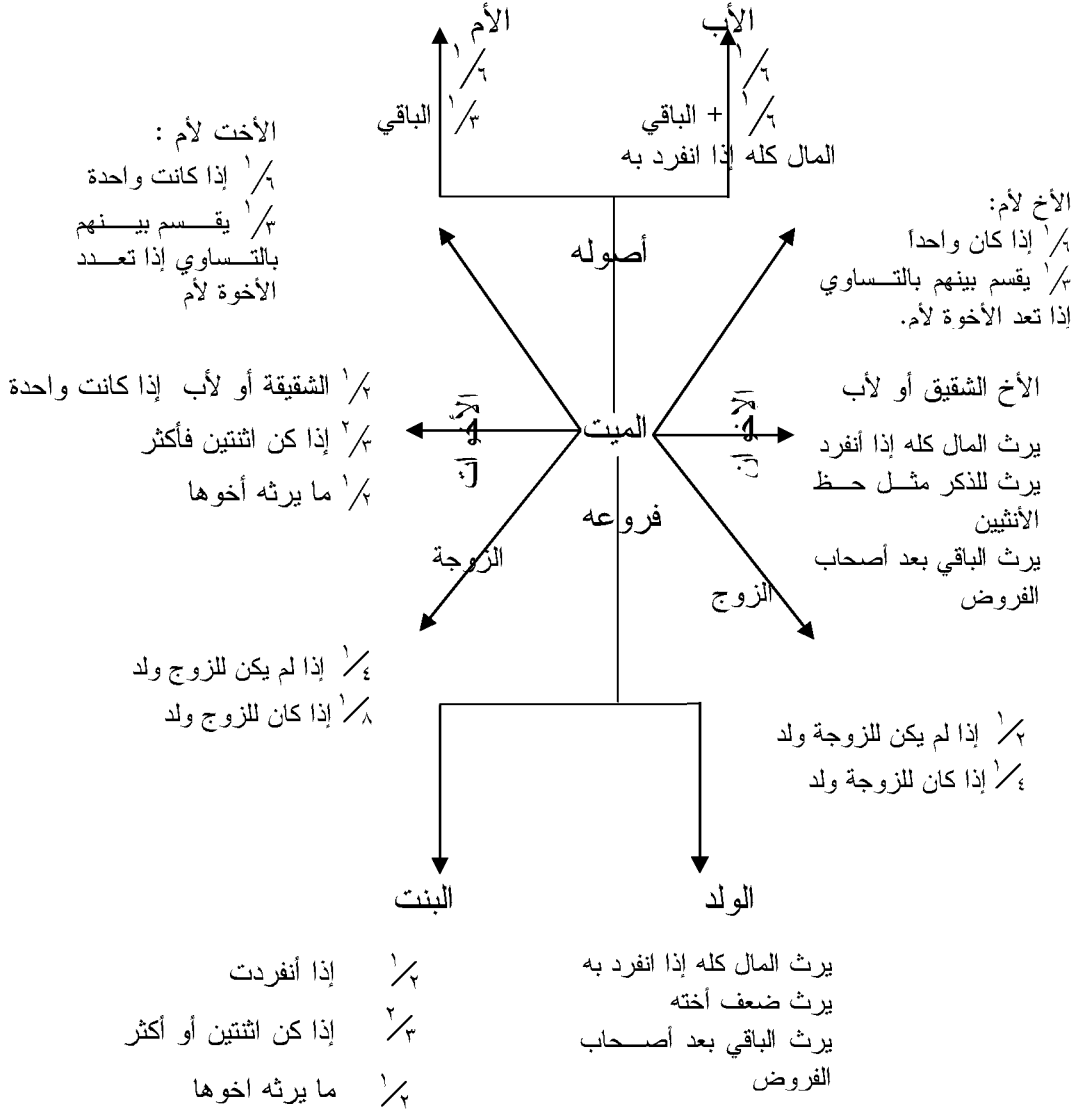 الأب
١/٦
١/٦ + الباقي
المال كله إذا انفرد به
الأم
١/٦
١/٣ الباقي
الأخ لأم:
١/٦ إذا كان واحداً
١/٣ يقسم بينهم بالتساوي
إذا تعد الأخوة لأم.
الأخت لأم :
١/٦ إذا كانت واحدة
١/٣ يقسم بينهم
بالتساوي إذا تعدد
الأخوة لأم
أصوله
الأخ الشقيق أو لأب
يرث المال كله إذا أنفرد
يرث للذكر مثل حظ
الأنثيين
يرث الباقي بعد أصحاب
الفروض
الإخوان
الميت
الأخوات
١/٢ الشقيقة أو لأب إذا كانت واحدة
٢/٣ إذا كن اثنتين فأكثر
١/٢ ما يرثه أخوها
فروعه
الزوج
١/٢ إذا لم يكن للزوجة ولد
١/٤ إذا كان للزوجة ولد
الزوجة
١/٤ إذا لم يكن للزوج ولد
١/٨ إذا كان للزوج ولد
الولد
يرث المال كله إذا انفرد به
يرث ضعف أخته
يرث الباقي بعد أصحاب
الفروض
البنت
١/٢ إذا أنفردت
٢/٣ إذا كن اثنتين أو أكثر
١/٢ ما يرثه اخوها